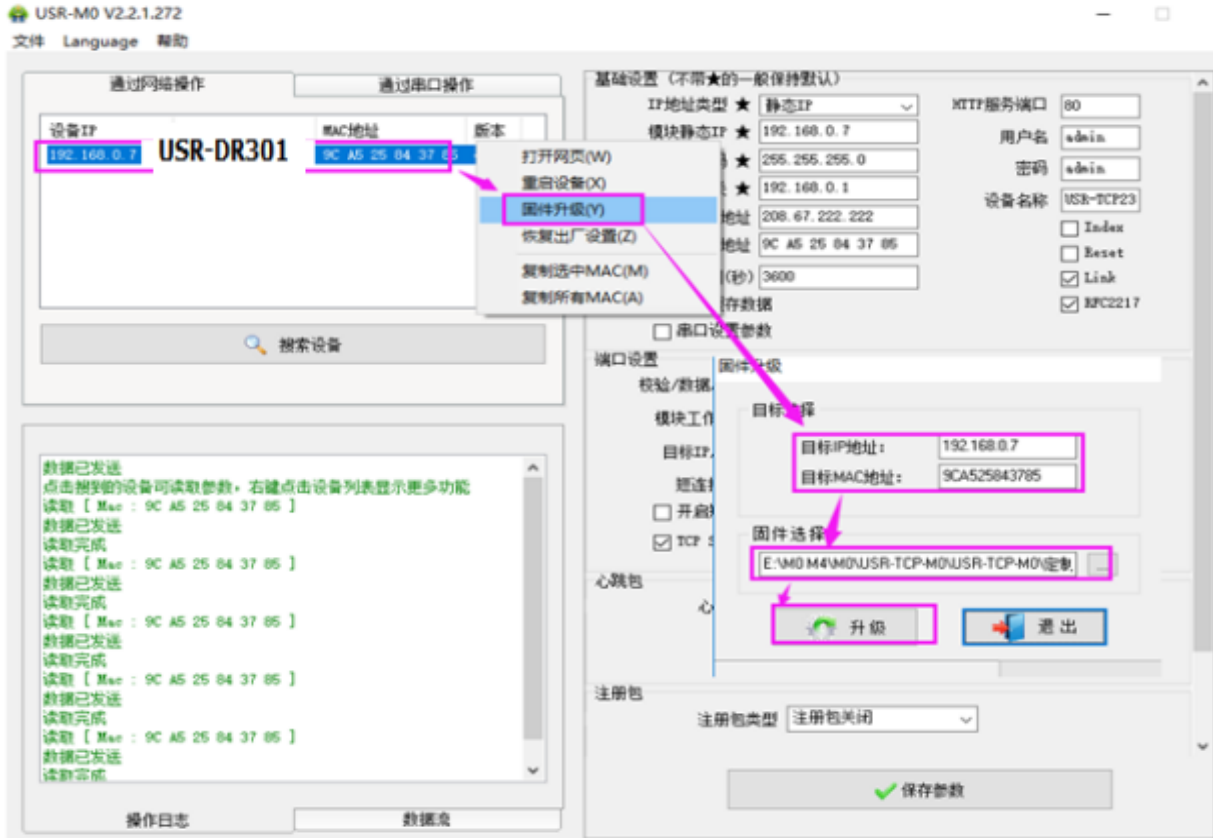 USR-M0 V2.2.1.272
文件 Language 帮助
通过网络操作 通过串口操作
设备IP MAC地址 版本
192.168.0.7 USR-DR301 9C A5 25 84 37 85
打开网页(W)
重启设备(X)
固件升级(Y)
恢复出厂设置(Z)
复制选中MAC(M)
复制所有MAC(A)
搜索设备
数据已发送
点击搜到的设备可读取参数，右键点击设备列表显示更多功能
读取 [ Mac : 9C A5 25 84 37 85 ]
数据已发送
读取完成
读取 [ Mac : 9C A5 25 84 37 85 ]
数据已发送
读取完成
读取 [ Mac : 9C A5 25 84 37 85 ]
数据已发送
读取完成
读取 [ Mac : 9C A5 25 84 37 85 ]
数据已发送
读取完成
读取 [ Mac : 9C A5 25 84 37 85 ]
数据已发送
读取完成
操作日志 数据流
基础设置 (不带★的一般保持默认)
IP地址类型 ★ 静态IP
HTTP服务端口 80
模块静态IP ★ 192.168.0.7
用户名 admin
★ 255.255.255.0
密码 admin
★ 192.168.0.1
设备名称 USR-TCP23
地址 208.67.222.222
Index
地址 9C A5 25 84 37 85
Reset
(秒) 3600
Link
存数据
RFC2217
串口设置参数
端口设置
校验/数据
模块工作
目标IP
短连接
开启
TCP S
固件升级
目标选择
目标IP地址: 192.168.0.7
目标MAC地址: 9CA525843785
固件选择
E:\M0 M4\M0\USR-TCP-M0\USR-TCP-M0\定制 ...
升级 退出
心跳包
心
注册包
注册包类型 注册包关闭
保存参数